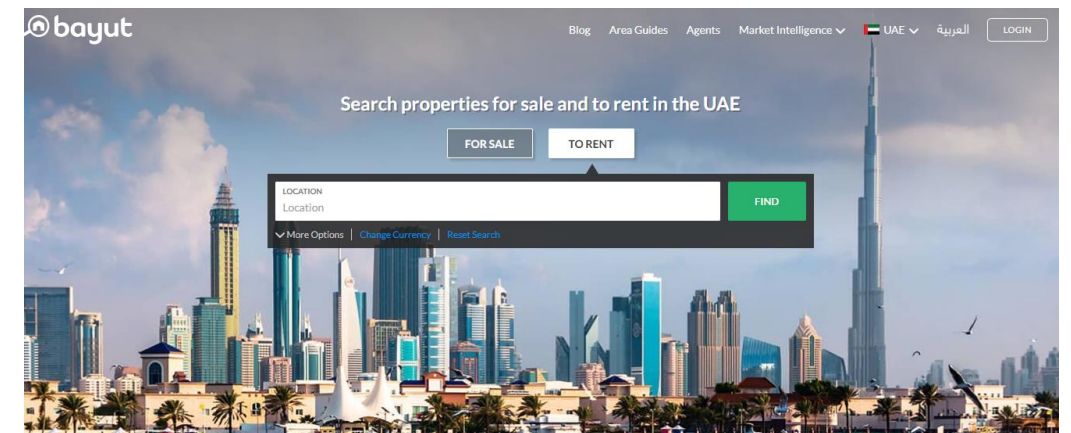 bayut
Blog Area Guides Agents Market Intelligence UAE العربية LOGIN
Search properties for sale and to rent in the UAE
FOR SALE TO RENT
LOCATION
Location
FIND
More Options | Change Currency | Reset Search